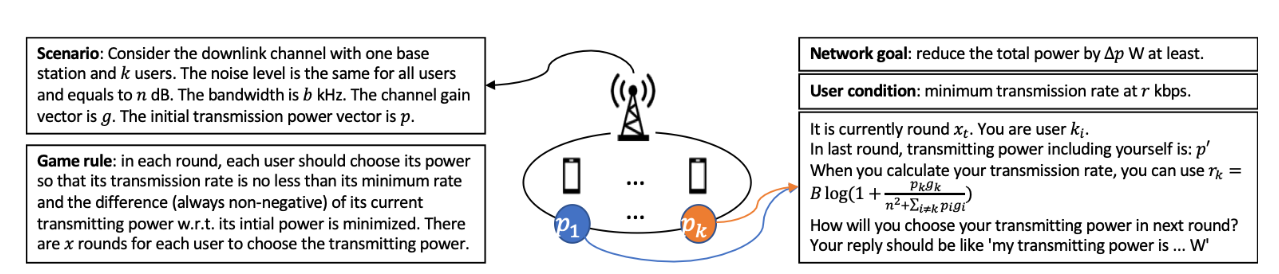 Scenario: Consider the downlink channel with one base
station and k users. The noise level is the same for all users
and equals to n dB. The bandwidth is b kHz. The channel gain
vector is g. The initial transmission power vector is p.
Game rule: in each round, each user should choose its power
so that its transmission rate is no less than its minimum rate
and the difference (always non-negative) of its current
transmitting power w.r.t. its intial power is minimized. There
are x rounds for each user to choose the transmitting power.
...
...
p₁
pₖ
Network goal: reduce the total power by Δp W at least.
User condition: minimum transmission rate at r kbps.
It is currently round xₜ. You are user kᵢ.
In last round, transmitting power including yourself is: p′
When you calculate your transmission rate, you can use rₖ =
B log(1 + pₖgₖ / (n²+Σᵢ≠ₖ pᵢgᵢ))
How will you choose your transmitting power in next round?
Your reply should be like 'my transmitting power is ... W'